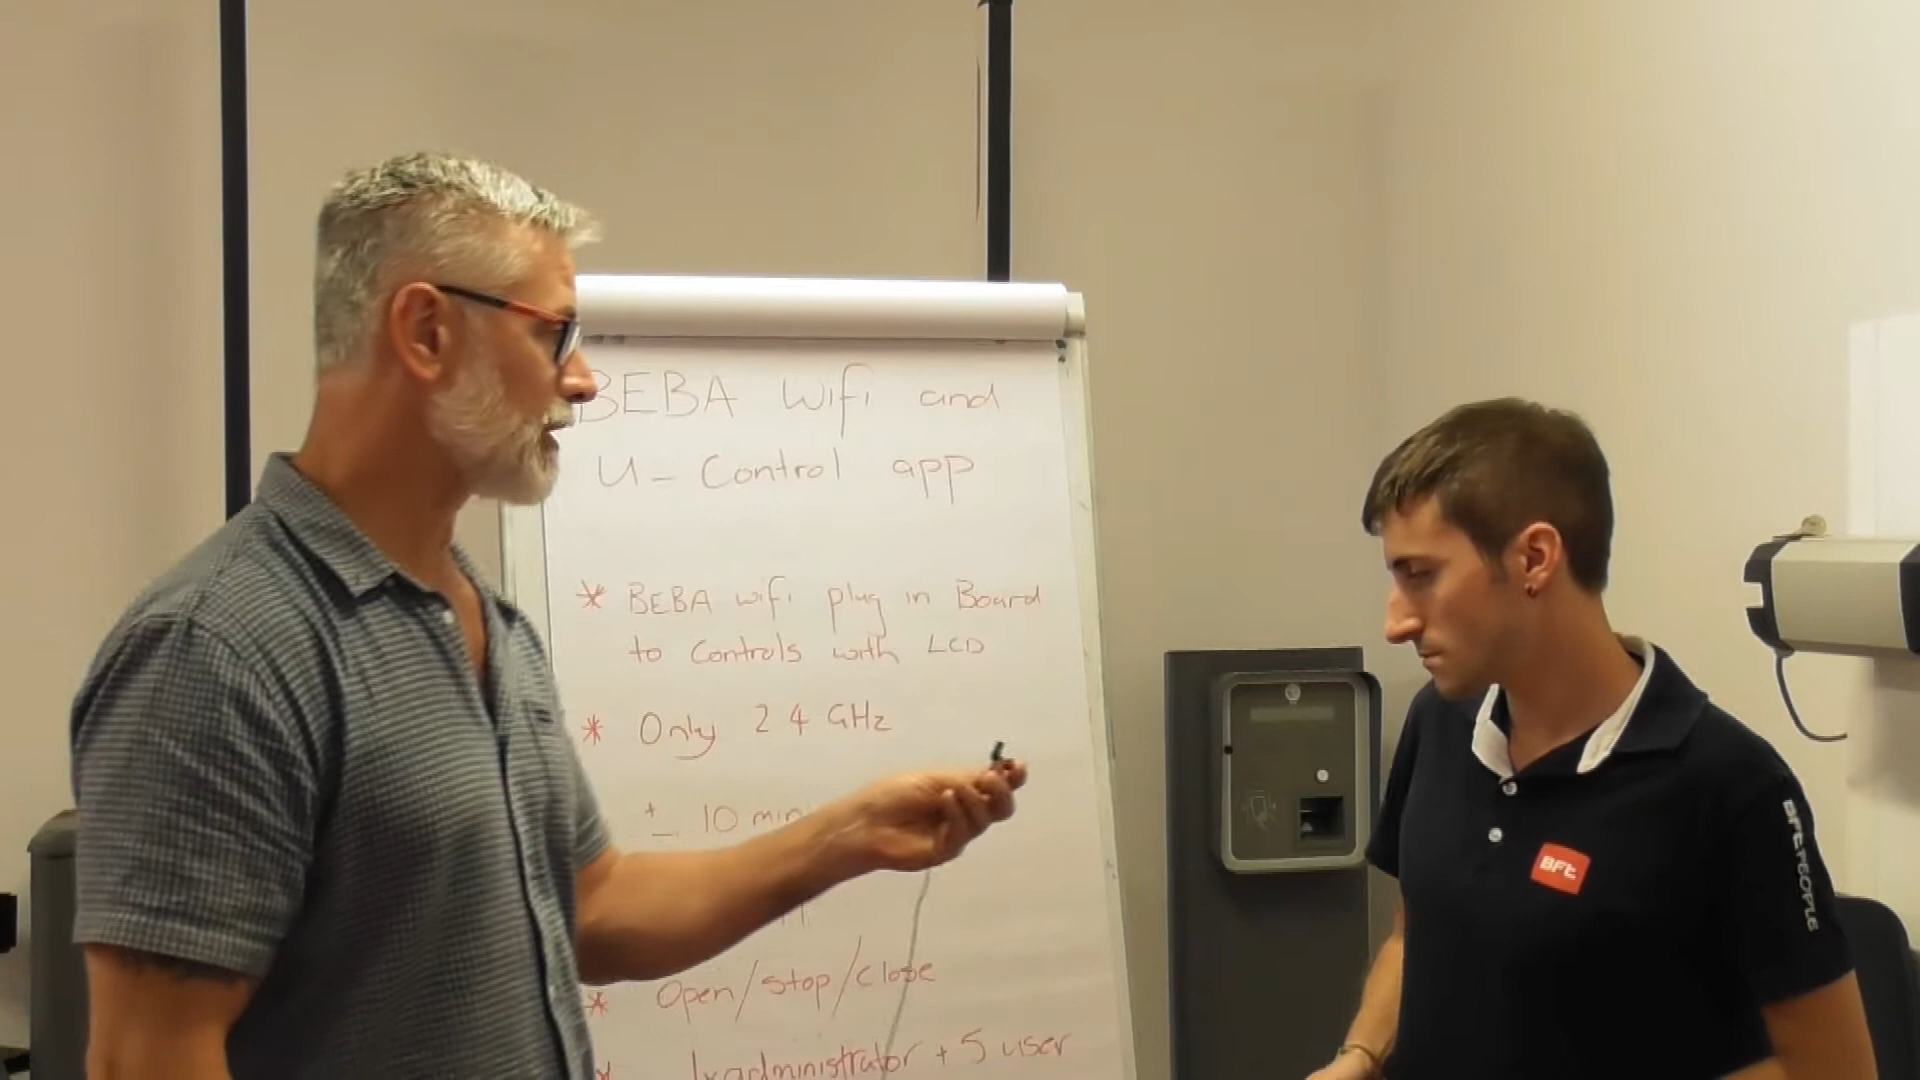 BEBA wifi and
U-Control app
* BEBA wifi plug in Board
to Controls with LCD
* Only 2 4 GHz
± 10 min
* Open/stop/close
* 1x administrator + 5 user
BFt
BFt PEOPLE